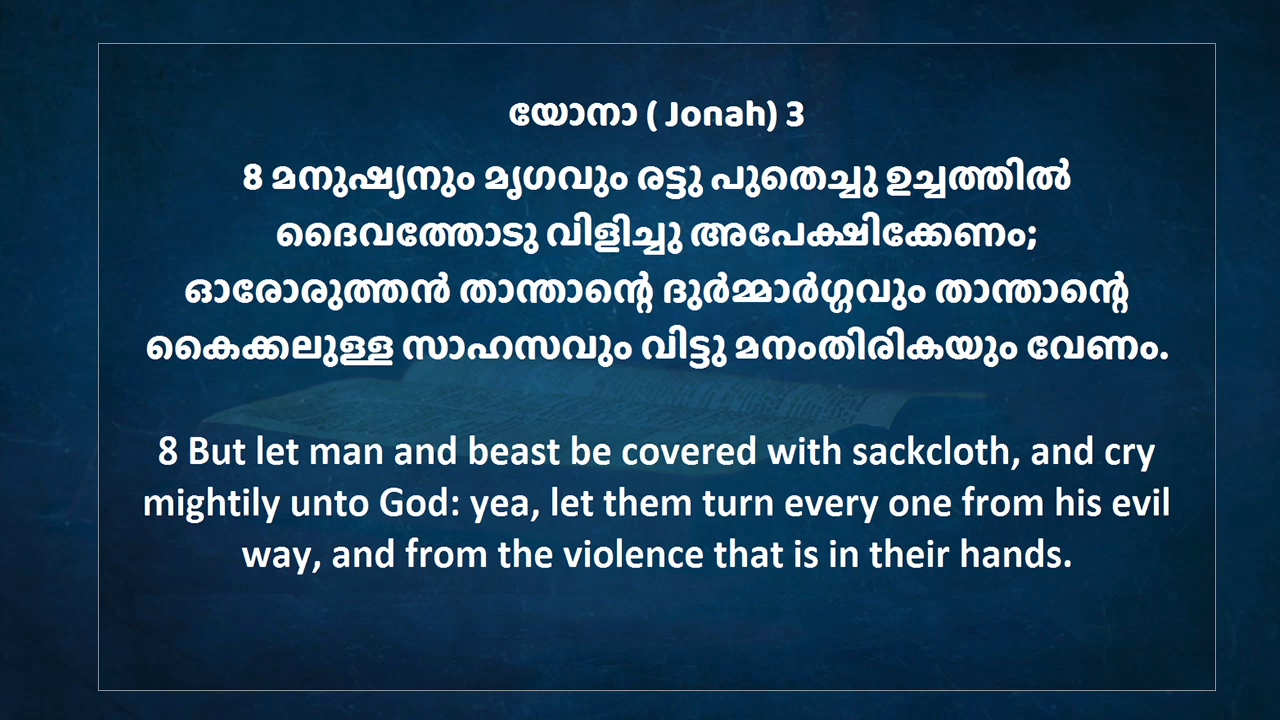 യോനാ ( Jonah) 3
8 മനുഷ്യനും മൃഗവും രട്ടു പുതെച്ചു ഉച്ചത്തിൽ
ദൈവത്തോടു വിളിച്ചു അപേക്ഷിക്കേണം;
ഓരോരുത്തൻ താന്താന്റെ ദുർമ്മാർഗ്ഗവും താന്താന്റെ
കൈക്കലുള്ള സാഹസവും വിട്ടു മനംതിരികയും വേണം.
8 But let man and beast be covered with sackcloth, and cry
mightily unto God: yea, let them turn every one from his evil
way, and from the violence that is in their hands.